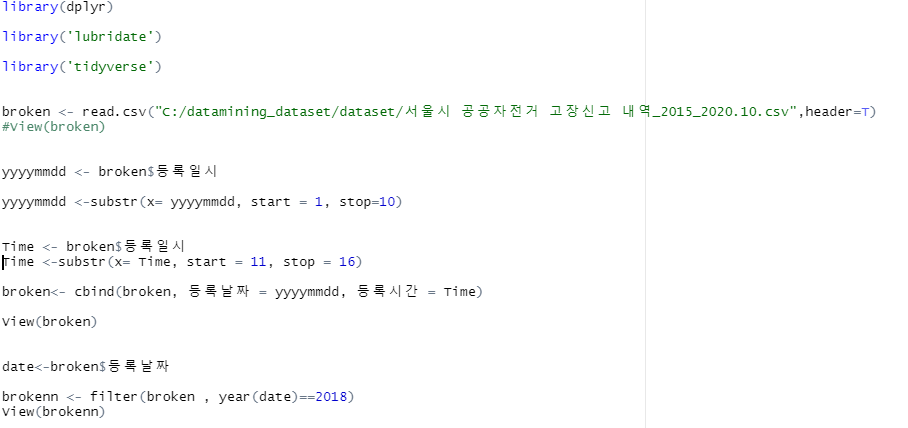 library(dplyr)
library('lubridate')
library('tidyverse')
broken <- read.csv("C:/datamining_dataset/dataset/서울시 공공자전거 고장신고 내역_2015_2020.10.csv",header=T)
#View(broken)
yyyymmdd <- broken$등록일시
yyyymmdd <-substr(x= yyyymmdd, start = 1, stop=10)
Time <- broken$등록일시
Time <-substr(x= Time, start = 11, stop = 16)
broken<- cbind(broken, 등록날짜 = yyyymmdd, 등록시간 = Time)
View(broken)
date<-broken$등록날짜
brokenn <- filter(broken , year(date)==2018)
View(brokenn)